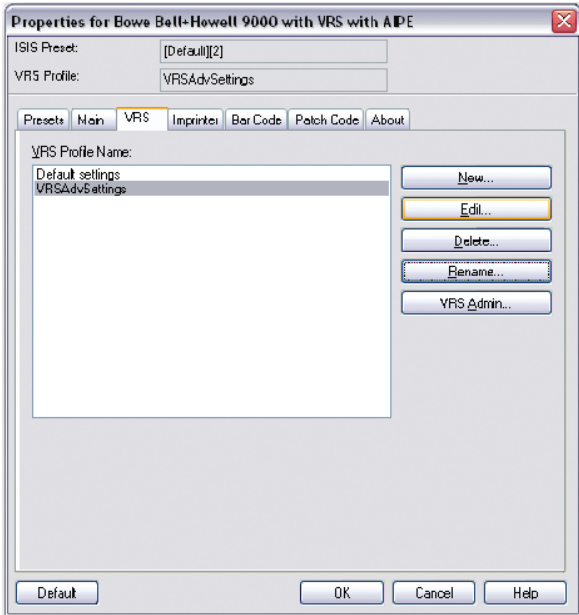 Properties for Bowe Bell+Howell 9000 with VRS with AIPE
ISIS Preset:
[Default][2]
VRS Profile:
VRSAdvSettings
Presets Main VRS Imprinter Bar Code Patch Code About
VRS Profile Name:
Default settings
VRSAdvSettings
New...
Edit...
Delete...
Rename...
VRS Admin...
Default OK Cancel Help